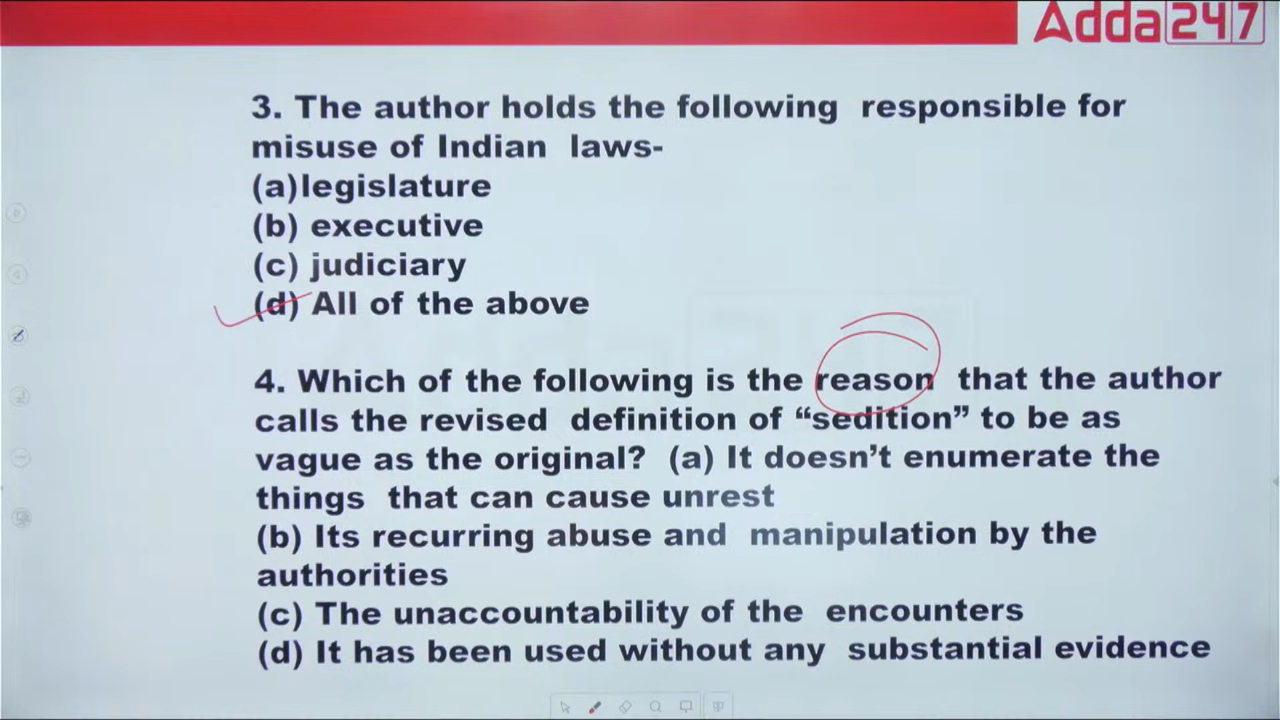 Adda247
3. The author holds the following responsible for
misuse of Indian laws-
(a)legislature
(b) executive
(c) judiciary
(d) All of the above
4. Which of the following is the reason that the author
calls the revised definition of “sedition” to be as
vague as the original? (a) It doesn’t enumerate the
things that can cause unrest
(b) Its recurring abuse and manipulation by the
authorities
(c) The unaccountability of the encounters
(d) It has been used without any substantial evidence